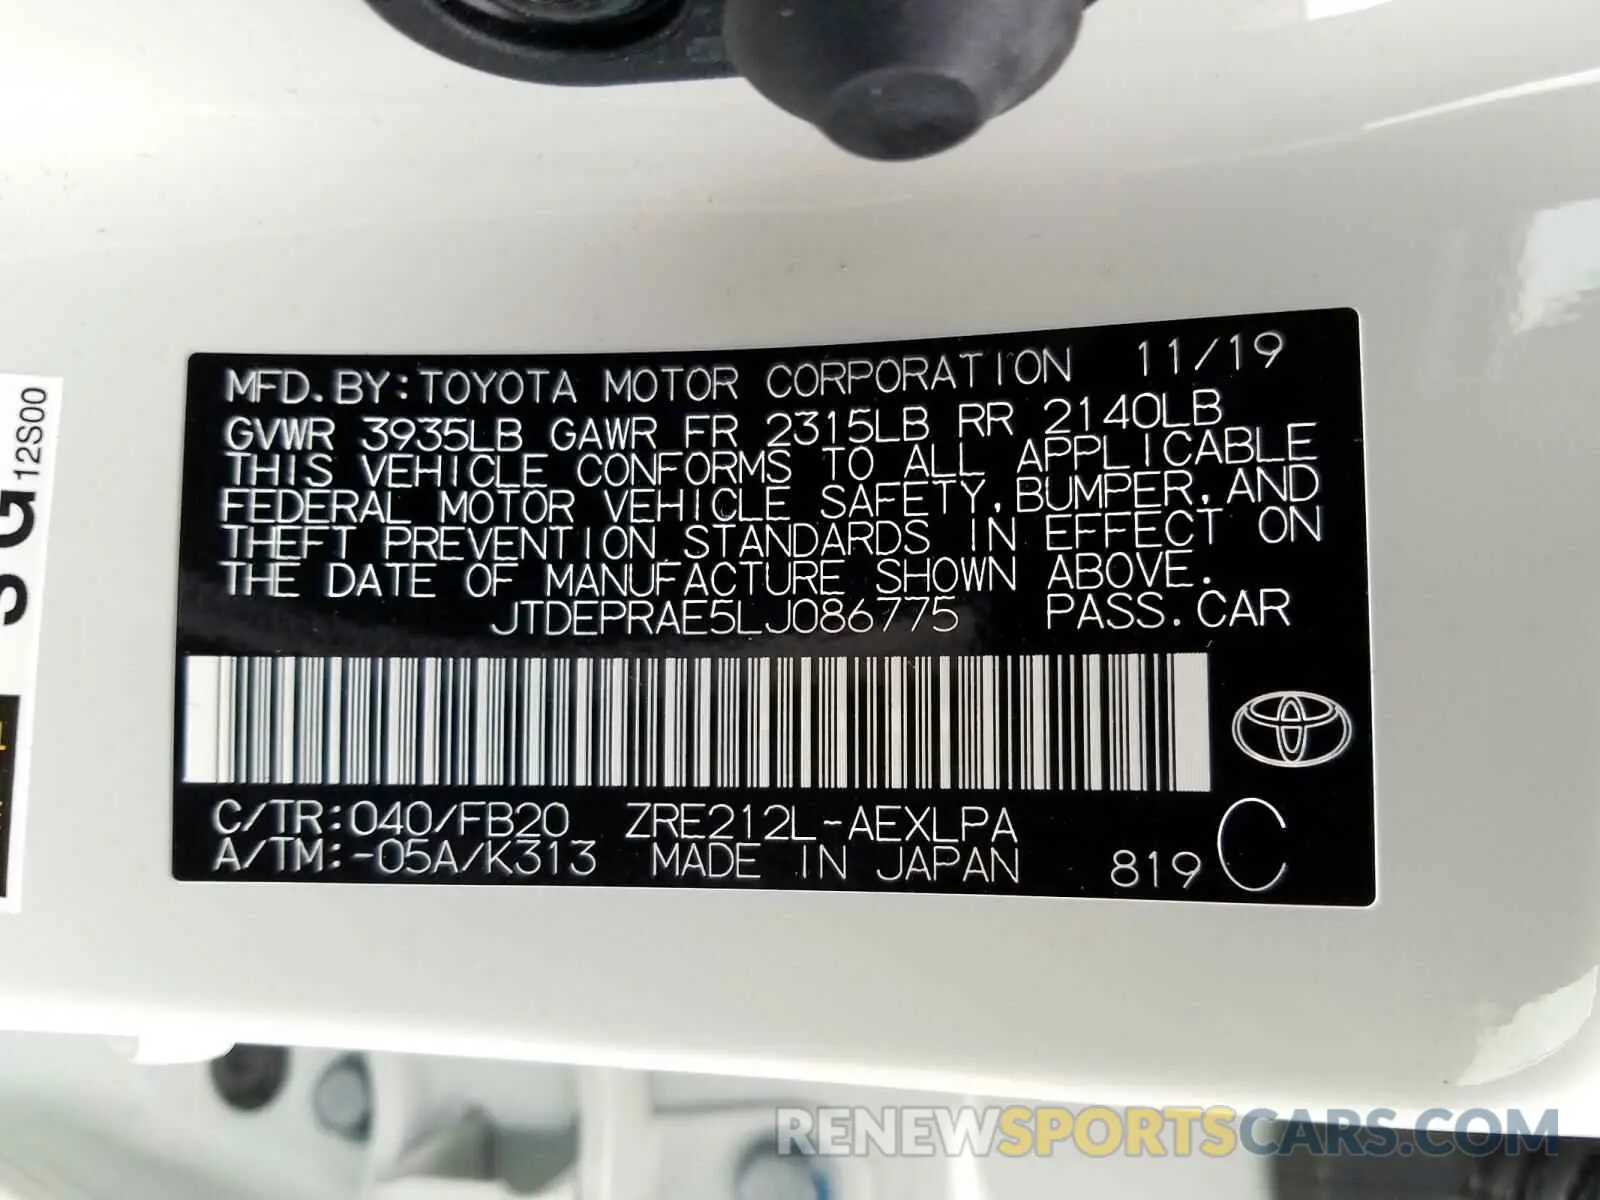 MFD.BY:TOYOTA MOTOR CORPORATION 11/19
GVWR 3935LB GAWR FR 2315LB RR 2140LB
THIS VEHICLE CONFORMS TO ALL APPLICABLE
FEDERAL MOTOR VEHICLE SAFETY,BUMPER,AND
THEFT PREVENTION STANDARDS IN EFFECT ON
THE DATE OF MANUFACTURE SHOWN ABOVE.
JTDEPRAE5LJ086775 PASS.CAR
C/TR:040/FB20 ZRE212L-AEXLPA
A/TM:-05A/K313 MADE IN JAPAN 819 C
12S00
RENEWSPORTSCARS.COM